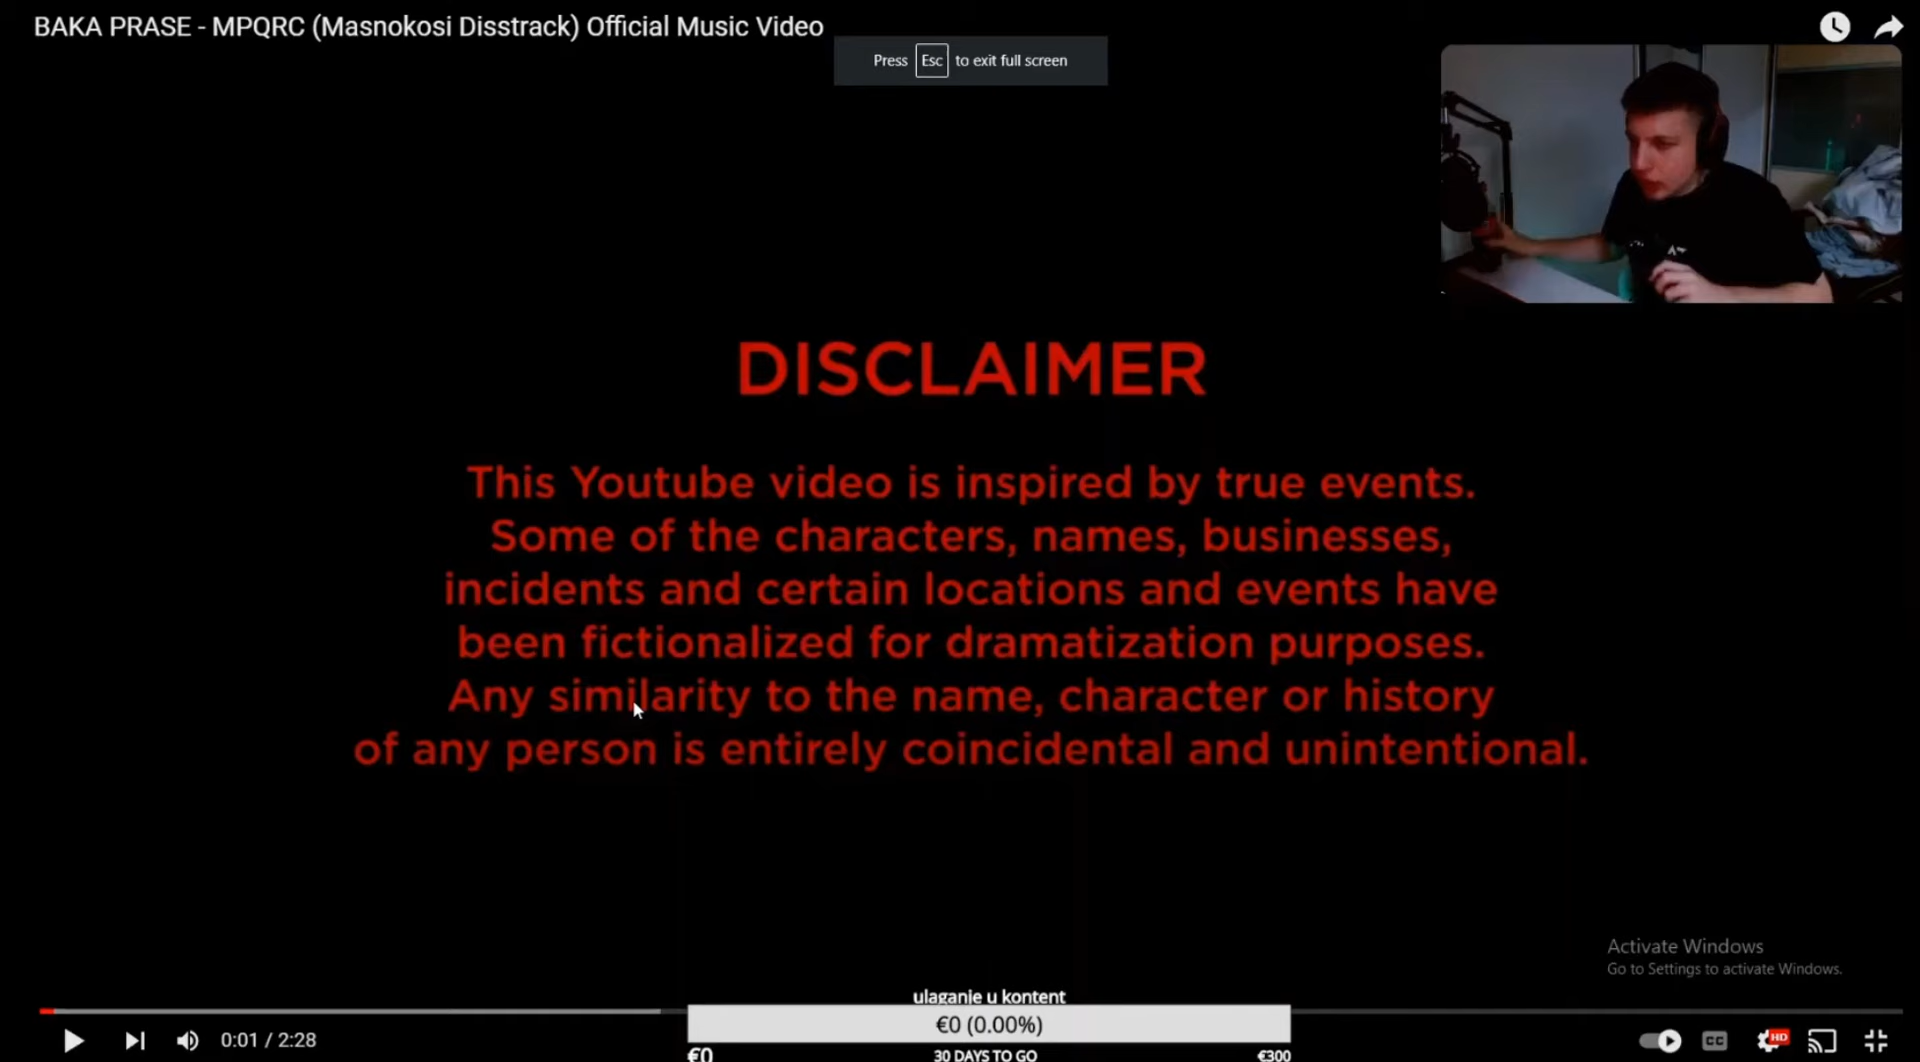 BAKA PRASE - MPQRC (Masnokosi Disstrack) Official Music Video
Press Esc to exit full screen
DISCLAIMER
This Youtube video is inspired by true events.
Some of the characters, names, businesses,
incidents and certain locations and events have
been fictionalized for dramatization purposes.
Any similarity to the name, character or history
of any person is entirely coincidental and unintentional.
Activate Windows
Go to Settings to activate Windows.
ulaganje u kontent
€0 (0.00%)
0:01 / 2:28
CC
HD
€0 30 DAYS TO GO €300